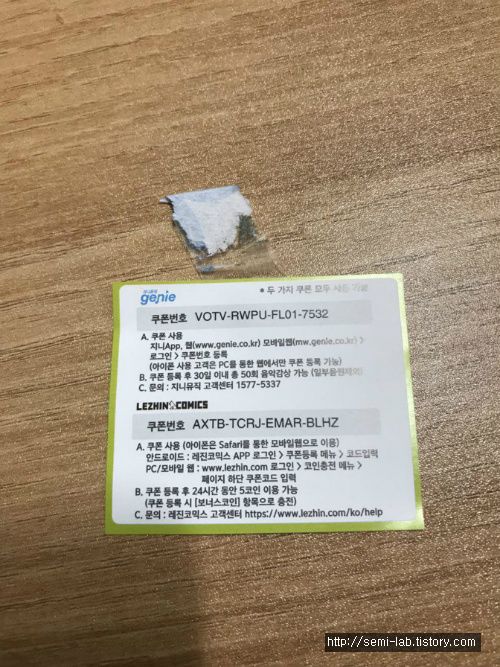 지니뮤직
genie
* 두 가지 쿠폰 모두 사용 가능
쿠폰번호 VOTV-RWPU-FL01-7532
A. 쿠폰 사용
지니App, 웹(www.genie.co.kr) 모바일웹(mw.genie.co.kr) >
로그인 > 쿠폰번호 등록
(아이폰 사용 고객은 PC를 통한 웹에서만 쿠폰 등록 가능)
B. 쿠폰 등록 후 30일 이내 총 50회 음악감상 가능 (일부음원제외)
C. 문의 : 지니뮤직 고객센터 1577-5337
LEZHIN COMICS
쿠폰번호 AXTB-TCRJ-EMAR-BLHZ
A. 쿠폰 사용 (아이폰은 Safari를 통한 모바일웹으로 이용)
안드로이드 : 레진코믹스 APP 로그인 > 쿠폰등록 메뉴 > 코드입력
PC/모바일 웹 : www.lezhin.com 로그인 > 코인충전 메뉴 >
페이지 하단 쿠폰코드 입력
B. 쿠폰 등록 후 24시간 동안 5코인 이용 가능
(쿠폰 등록 시 [보너스코인] 항목으로 충전)
C. 문의 : 레진코믹스 고객센터 https://www.lezhin.com/ko/help
http://semi-lab.tistory.com